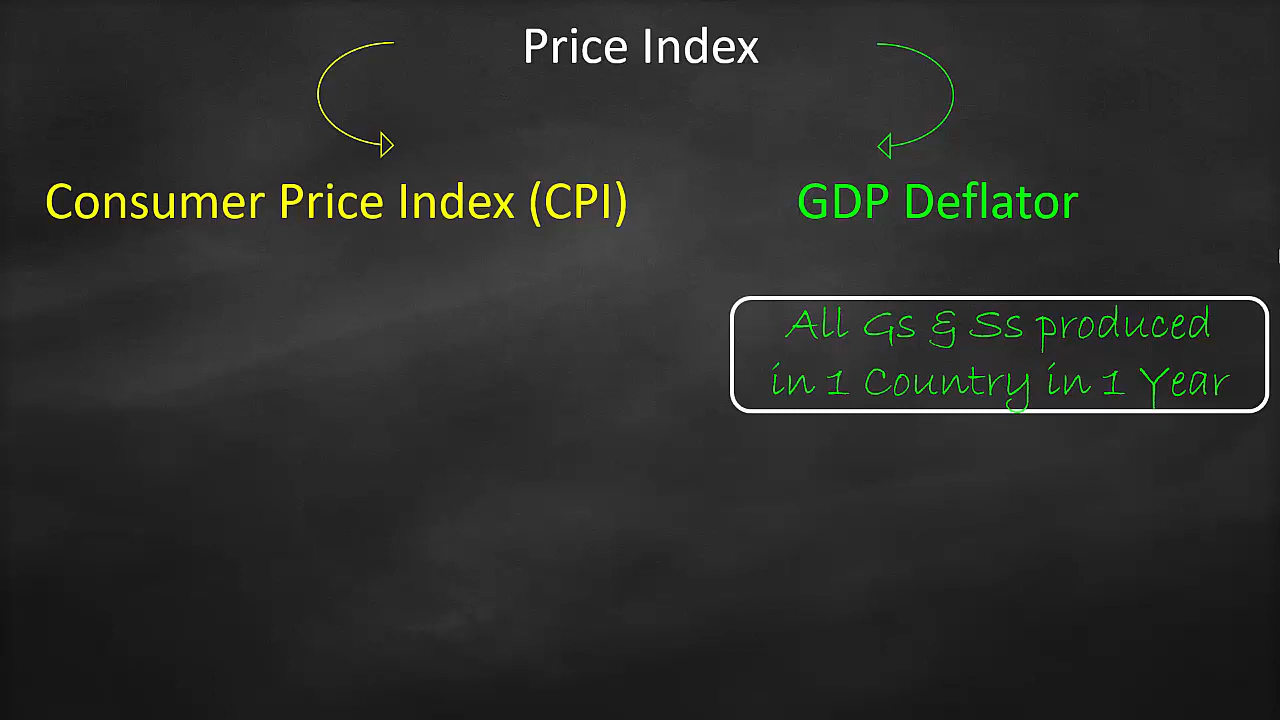 Price Index
Consumer Price Index (CPI)
GDP Deflator
All Gs & Ss produced
in 1 Country in 1 Year